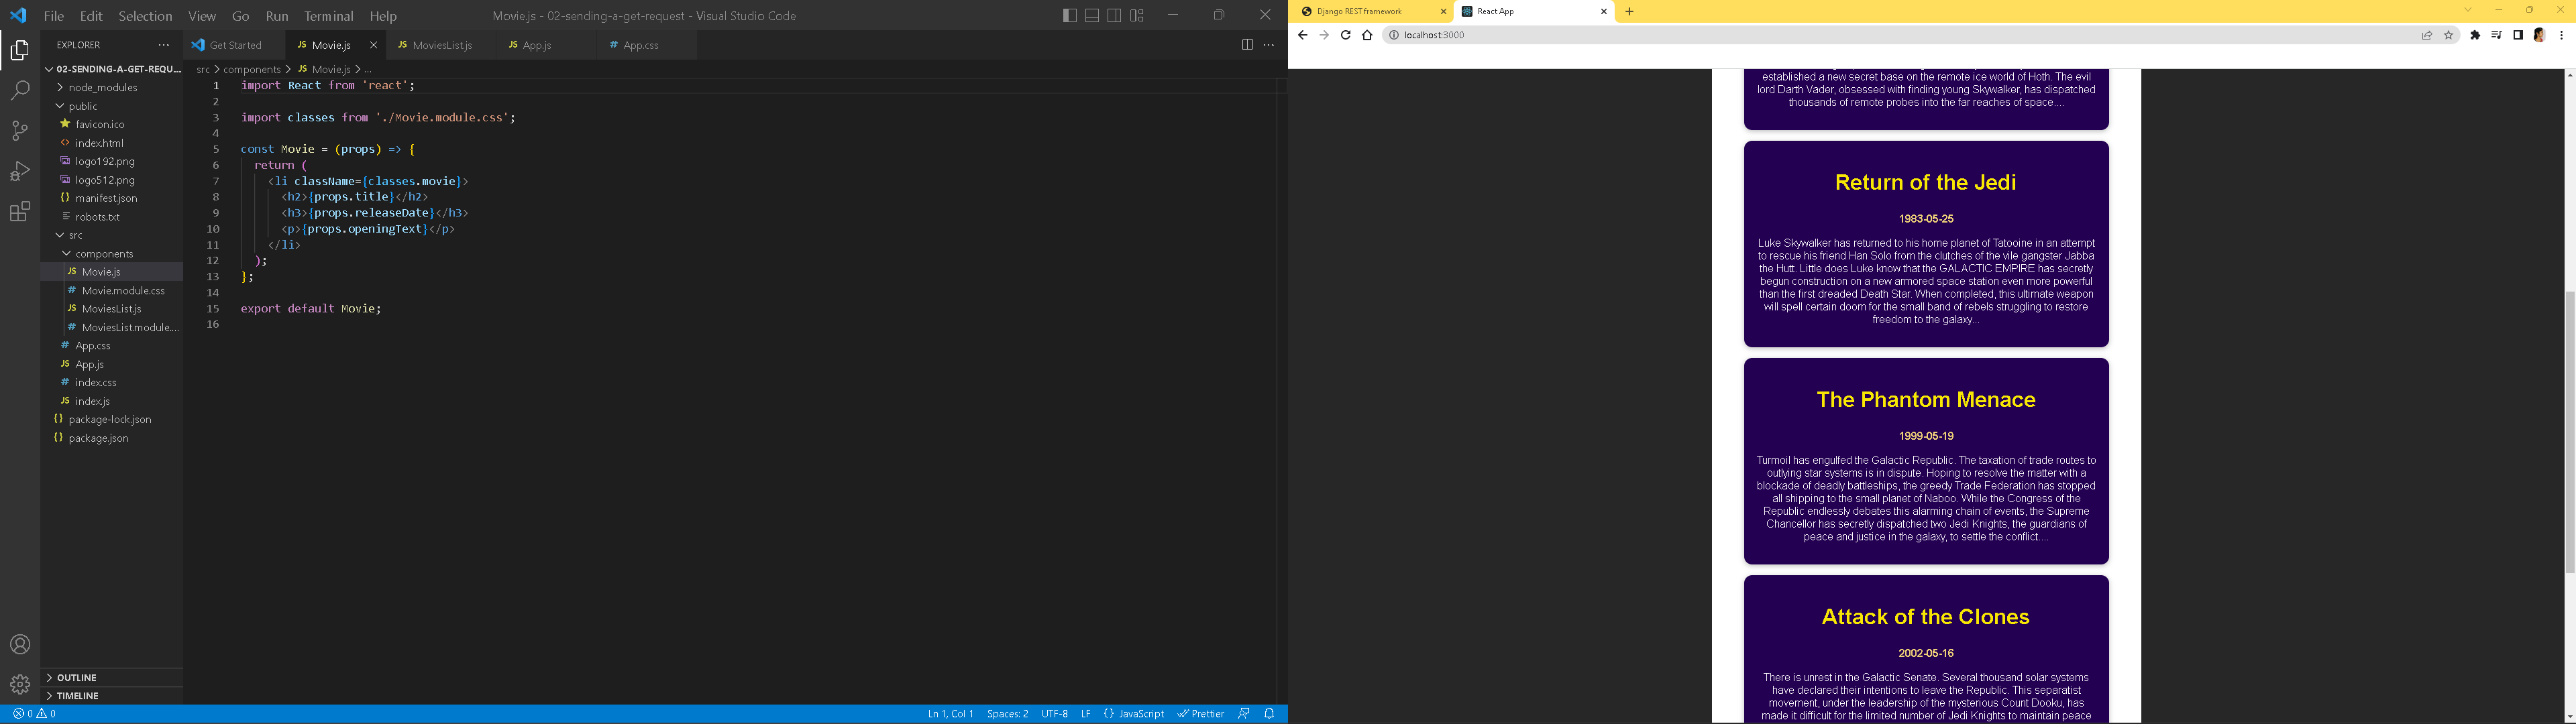 File Edit Selection View Go Run Terminal Help
Movie.js - 02-sending-a-get-request - Visual Studio Code
EXPLORER
02-SENDING-A-GET-REQU...
node_modules
public
favicon.ico
index.html
logo192.png
logo512.png
manifest.json
robots.txt
src
components
Movie.js
Movie.module.css
MoviesList.js
MoviesList.module....
App.css
App.js
index.css
index.js
package-lock.json
package.json
OUTLINE
TIMELINE
Get Started
JS Movie.js
JS MoviesList.js
JS App.js
# App.css
src > components > JS Movie.js > ...
1 import React from 'react';
2
3 import classes from './Movie.module.css';
4
5 const Movie = (props) => {
6 return (
7 <li className={classes.movie}>
8 <h2>{props.title}</h2>
9 <h3>{props.releaseDate}</h3>
10 <p>{props.openingText}</p>
11 </li>
12 );
13 };
14
15 export default Movie;
16
0 0
Ln 1, Col 1 Spaces: 2 UTF-8 LF {} JavaScript Prettier
Django REST framework
React App
localhost:3000
established a new secret base on the remote ice world of Hoth. The evil
lord Darth Vader, obsessed with finding young Skywalker, has dispatched
thousands of remote probes into the far reaches of space....
Return of the Jedi
1983-05-25
Luke Skywalker has returned to his home planet of Tatooine in an attempt
to rescue his friend Han Solo from the clutches of the vile gangster Jabba
the Hutt. Little does Luke know that the GALACTIC EMPIRE has secretly
begun construction on a new armored space station even more powerful
than the first dreaded Death Star. When completed, this ultimate weapon
will spell certain doom for the small band of rebels struggling to restore
freedom to the galaxy...
The Phantom Menace
1999-05-19
Turmoil has engulfed the Galactic Republic. The taxation of trade routes to
outlying star systems is in dispute. Hoping to resolve the matter with a
blockade of deadly battleships, the greedy Trade Federation has stopped
all shipping to the small planet of Naboo. While the Congress of the
Republic endlessly debates this alarming chain of events, the Supreme
Chancellor has secretly dispatched two Jedi Knights, the guardians of
peace and justice in the galaxy, to settle the conflict....
Attack of the Clones
2002-05-16
There is unrest in the Galactic Senate. Several thousand solar systems
have declared their intentions to leave the Republic. This separatist
movement, under the leadership of the mysterious Count Dooku, has
made it difficult for the limited number of Jedi Knights to maintain peace